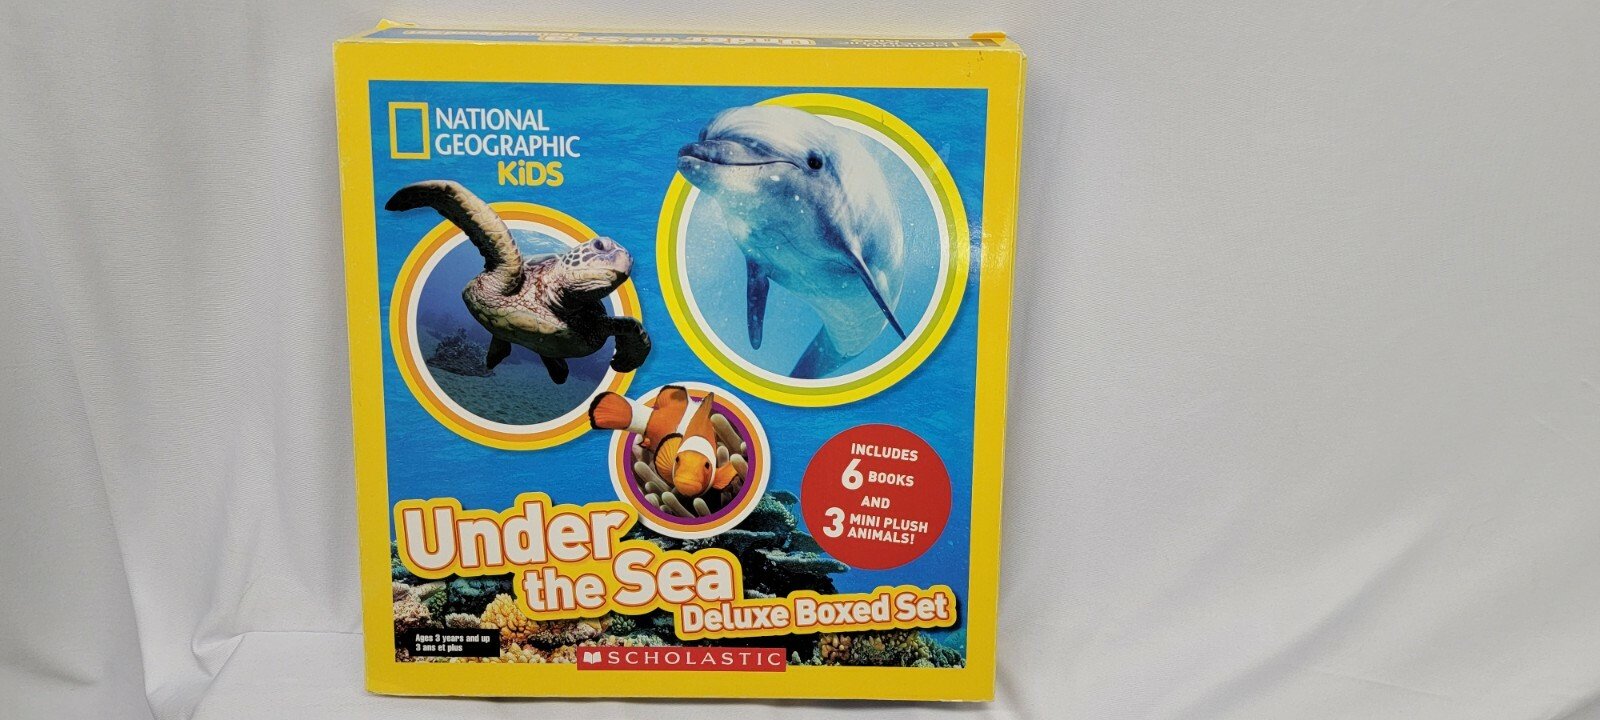 NATIONAL
GEOGRAPHIC
KiDS
INCLUDES
6 BOOKS
AND
3 MINI PLUSH
ANIMALS!
Under
the Sea
Deluxe Boxed Set
Ages 3 years and up
3 ans et plus
SCHOLASTIC